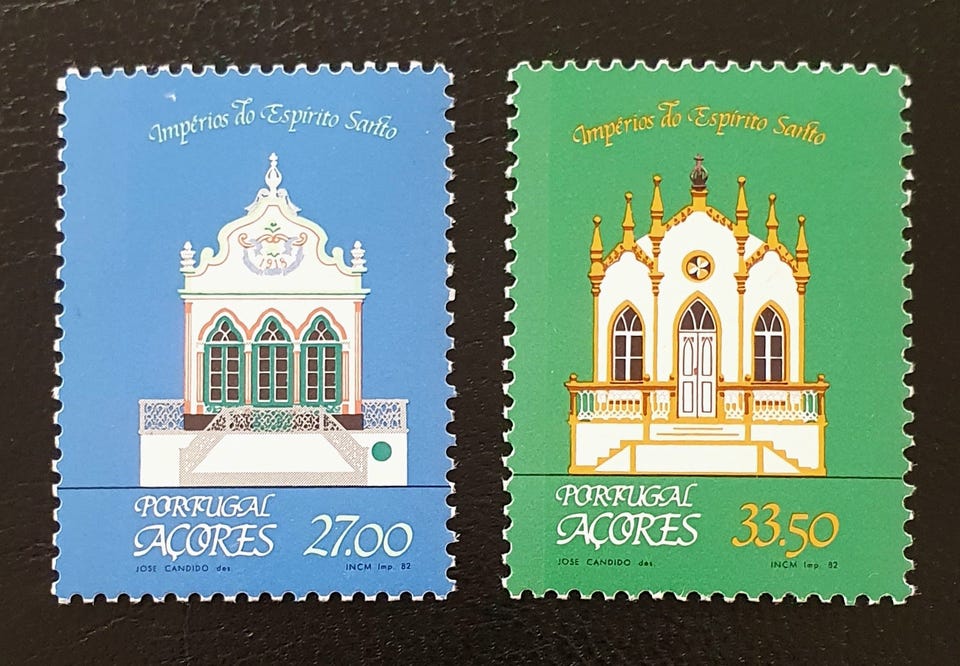 Impérios do Espírito Santo
1919
PORTUGAL
AÇORES 27.00
JOSE CANDIDO des. INCM Imp. 82
Impérios do Espírito Santo
PORTUGAL
AÇORES 33.50
JOSE CANDIDO des. INCM Imp. 82